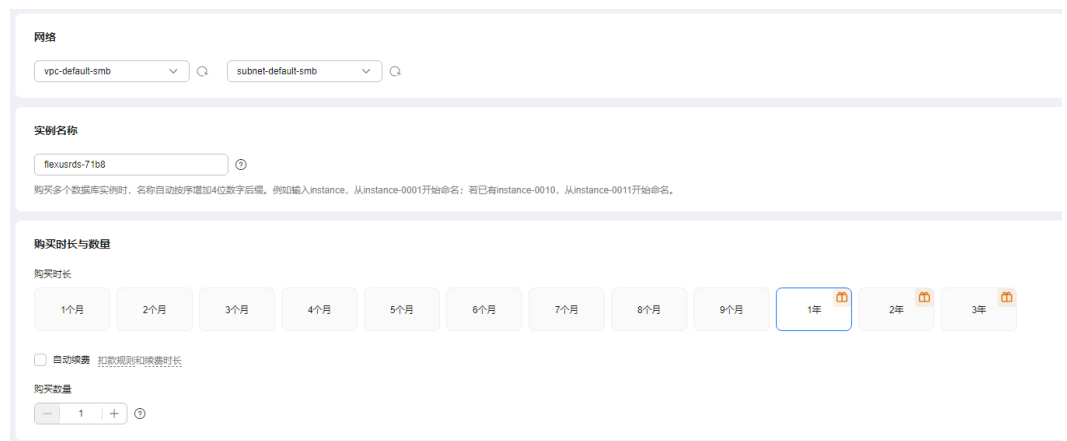 网络
vpc-default-smb subnet-default-smb
实例名称
flexusrds-71b8
购买多个数据库实例时，名称自动按序增加4位数字后缀。例如输入instance，从instance-0001开始命名；若已有instance-0010，从instance-0011开始命名。
购买时长与数量
购买时长
1个月 2个月 3个月 4个月 5个月 6个月 7个月 8个月 9个月 1年 2年 3年
自动续费 扣款规则和续费时长
购买数量
1